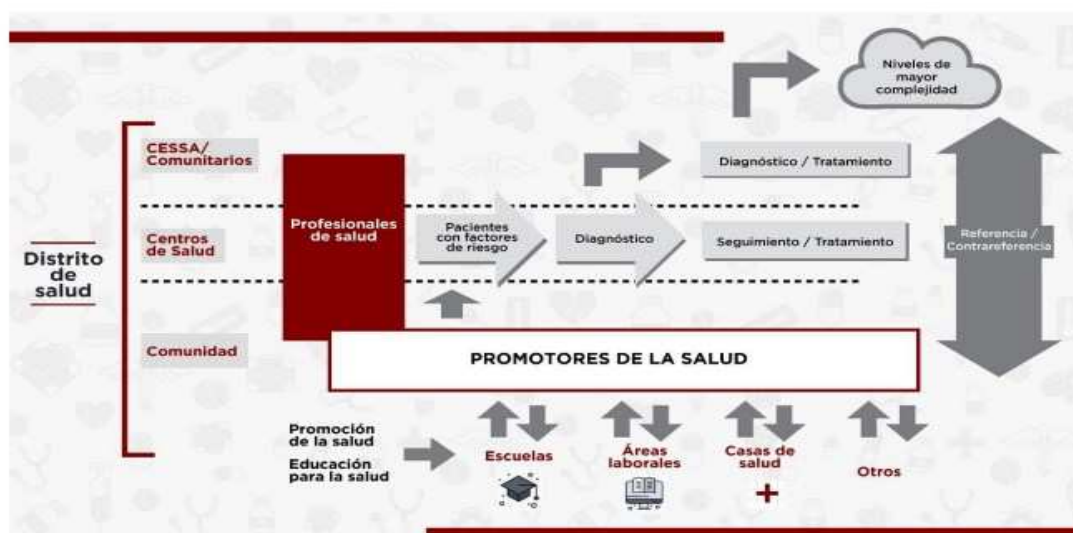 Niveles de
mayor
complejidad
CESSA/
Comunitarios
Diagnóstico / Tratamiento
Profesionales
de salud
Pacientes
con factores
de riesgo
Diagnóstico
Seguimiento / Tratamiento
Referencia /
Contrareferencia
Centros
de Salud
Distrito
de
salud
Comunidad
PROMOTORES DE LA SALUD
Promoción
de la salud
Educación
para la salud
Escuelas
Áreas
laborales
Casas de
salud
Otros